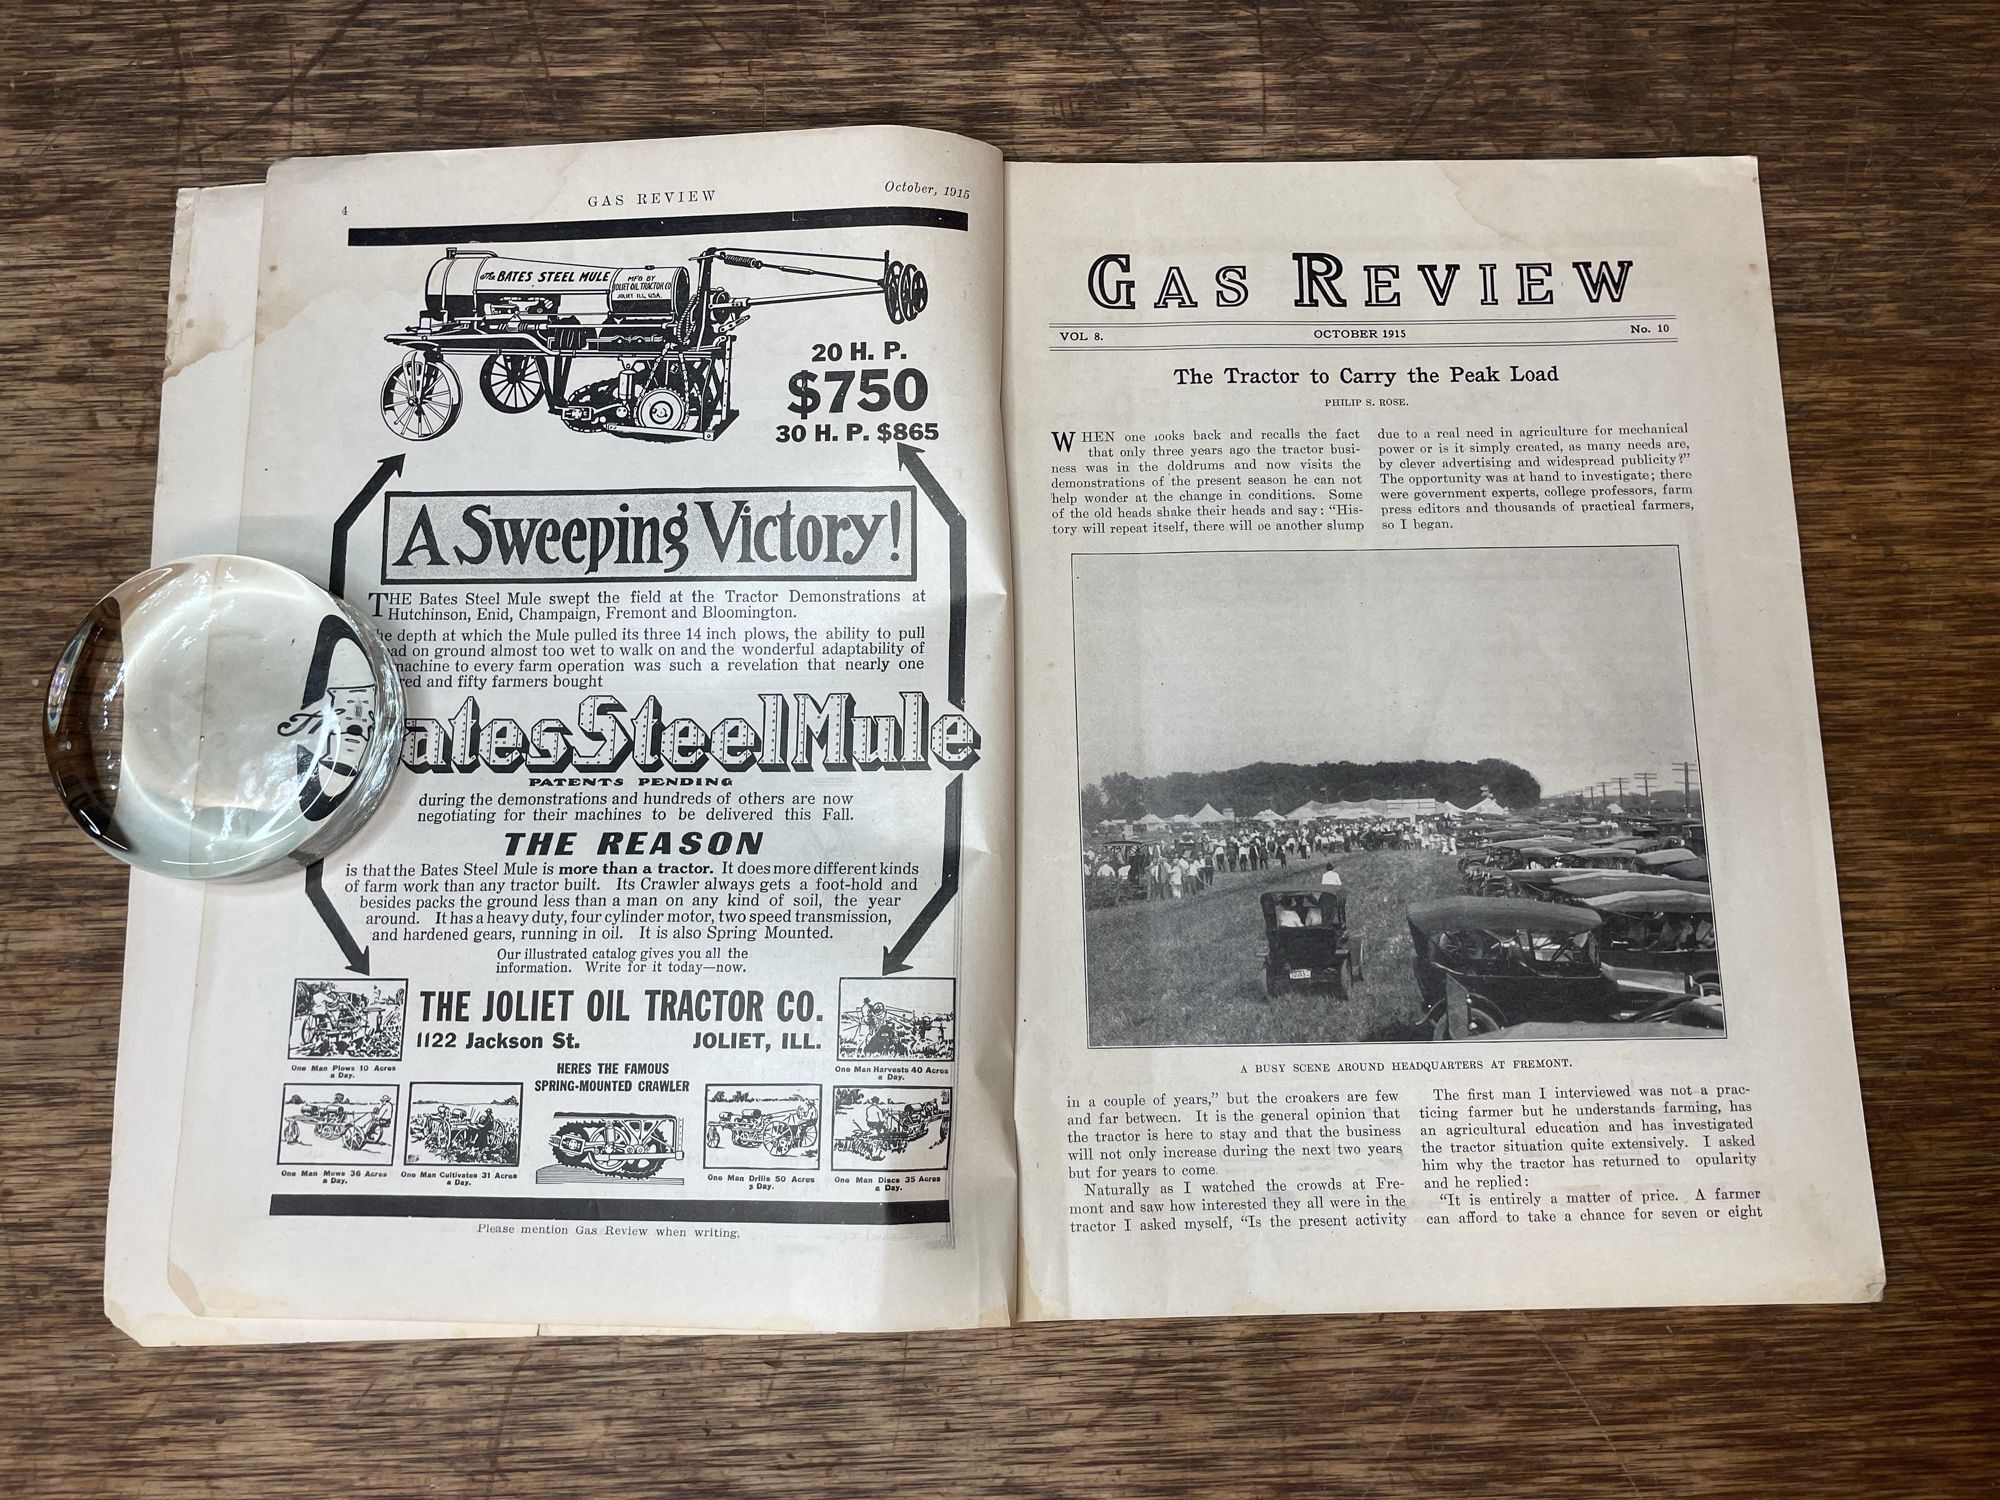 4
GAS REVIEW
October, 1915
The BATES STEEL MULE
MFG BY
JOLIET OIL TRACTOR CO
JOLIET ILL, U.S.A.
20 H. P.
$750
30 H. P. $865
A Sweeping Victory!
THE Bates Steel Mule swept the field at the Tractor Demonstrations at
Hutchinson, Enid, Champaign, Fremont and Bloomington.
he depth at which the Mule pulled its three 14 inch plows, the ability to pull
ad on ground almost too wet to walk on and the wonderful adaptability of
machine to every farm operation was such a revelation that nearly one
red and fifty farmers bought
The Bates Steel Mule
PATENTS PENDING
during the demonstrations and hundreds of others are now
negotiating for their machines to be delivered this Fall.
THE REASON
is that the Bates Steel Mule is more than a tractor. It does more different kinds
of farm work than any tractor built. Its Crawler always gets a foot-hold and
besides packs the ground less than a man on any kind of soil, the year
around. It has a heavy duty, four cylinder motor, two speed transmission,
and hardened gears, running in oil. It is also Spring Mounted.
Our illustrated catalog gives you all the
information. Write for it today—now.
THE JOLIET OIL TRACTOR CO.
1122 Jackson St. JOLIET, ILL.
One Man Plows 10 Acres
a Day.
HERES THE FAMOUS
SPRING-MOUNTED CRAWLER
One Man Harvests 40 Acres
a Day.
One Man Mows 36 Acres
a Day.
One Man Cultivates 31 Acres
a Day.
One Man Drills 50 Acres
a Day.
One Man Discs 35 Acres
a Day.
Please mention Gas Review when writing.
GAS REVIEW
VOL 8. OCTOBER 1915 No. 10
The Tractor to Carry the Peak Load
PHILIP S. ROSE.
WHEN one looks back and recalls the fact
that only three years ago the tractor busi-
ness was in the doldrums and now visits the
demonstrations of the present season he can not
help wonder at the change in conditions. Some
of the old heads shake their heads and say: "His-
tory will repeat itself, there will be another slump
due to a real need in agriculture for mechanical
power or is it simply created, as many needs are,
by clever advertising and widespread publicity?"
The opportunity was at hand to investigate; there
were government experts, college professors, farm
press editors and thousands of practical farmers,
so I began.
A BUSY SCENE AROUND HEADQUARTERS AT FREMONT.
in a couple of years," but the croakers are few
and far between. It is the general opinion that
the tractor is here to stay and that the business
will not only increase during the next two years
but for years to come.
Naturally as I watched the crowds at Fre-
mont and saw how interested they all were in the
tractor I asked myself, "Is the present activity
The first man I interviewed was not a prac-
ticing farmer but he understands farming, has
an agricultural education and has investigated
the tractor situation quite extensively. I asked
him why the tractor has returned to opularity
and he replied:
"It is entirely a matter of price. A farmer
can afford to take a chance for seven or eight